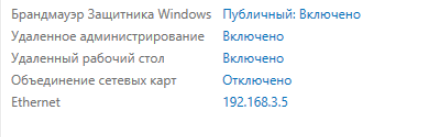 Брандмауэр Защитника Windows Публичный: Включено
Удаленное администрирование Включено
Удаленный рабочий стол Включено
Объединение сетевых карт Отключено
Ethernet 192.168.3.5